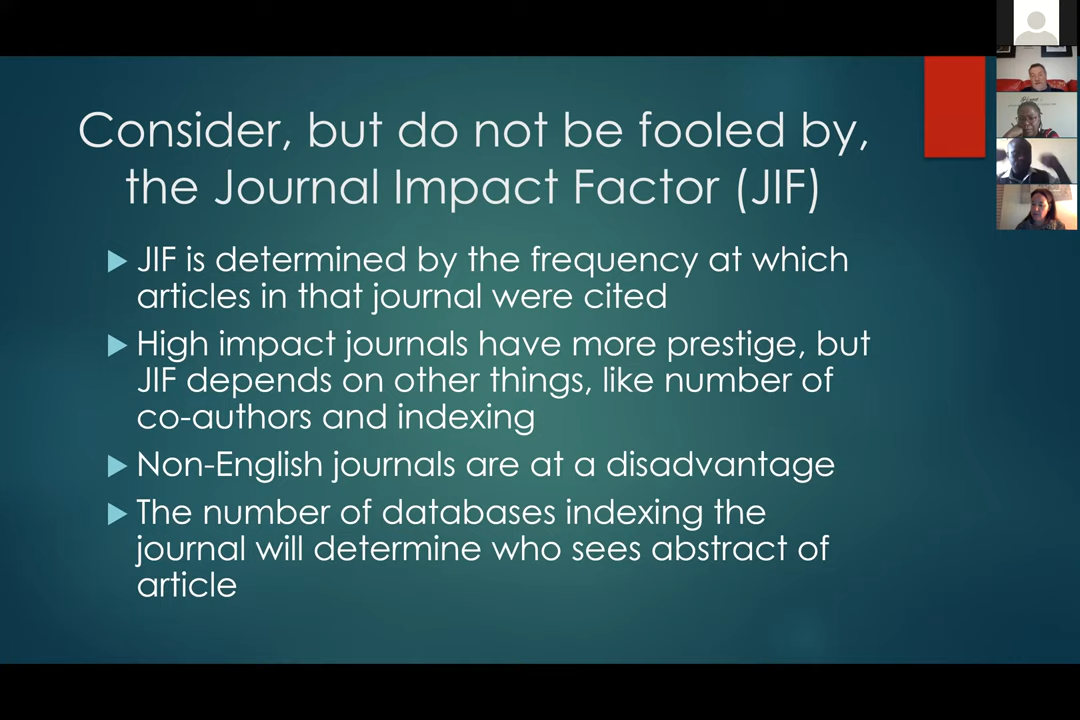 Consider, but do not be fooled by,
the Journal Impact Factor (JIF)
JIF is determined by the frequency at which
articles in that journal were cited
High impact journals have more prestige, but
JIF depends on other things, like number of
co-authors and indexing
Non-English journals are at a disadvantage
The number of databases indexing the
journal will determine who sees abstract of
article